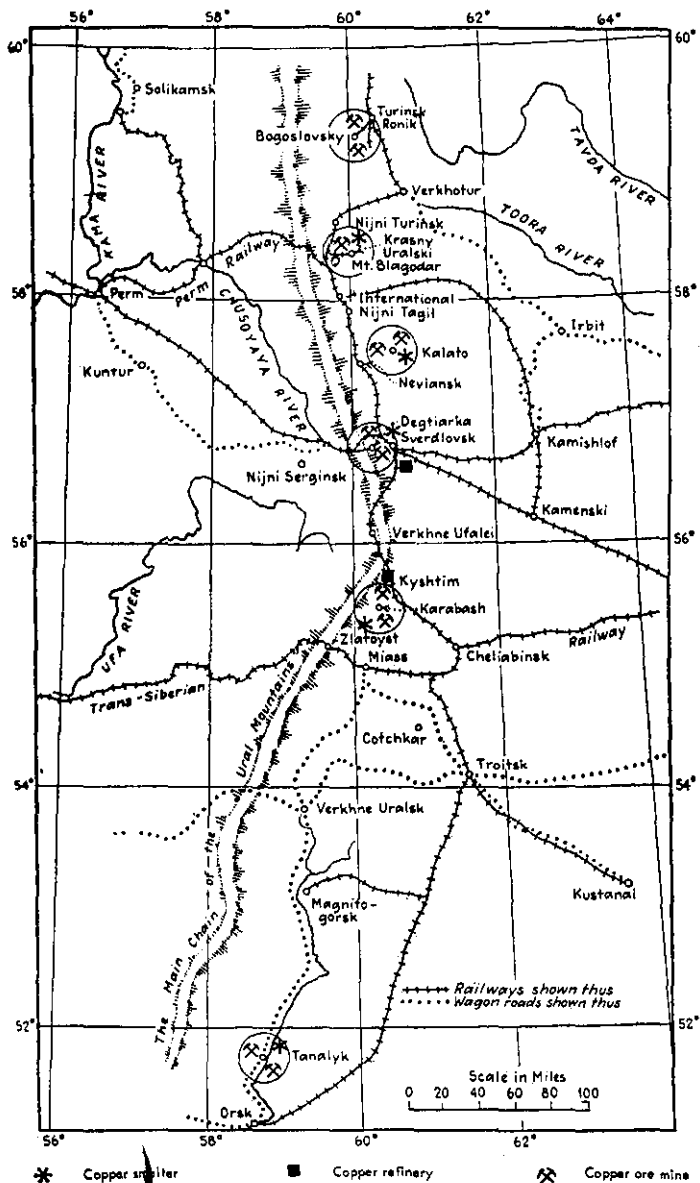 56° 58° 60° 62° 64°
60° 60°
Solikamsk
KAMA RIVER
Turinsk
Ronik
Bogoslovsky
TAVDA RIVER
Verkhotur
TOORA RIVER
Nijni Turinsk
Krasny
Uralski
Mt. Blagodar
Perm Railway
58° 58°
Perm
CHUSOYAVA RIVER
International
Nijni Tagil
Irbit
Kalato
Kuntur
Neviansk
Degtiarka
Sverdlovsk
Kamishlof
Nijni Serginsk
Kamenski
Verkhne Ufalei
56° 56°
Kyshtim
Karabash
UFA RIVER
Zlatoyst
Miass
Cheliabinsk
Railway
Trans-Siberian
Cotchkar
Troitsk
54° 54°
Verkhne Uralsk
The Main Chain of-the Ural Mountains
Kustanai
Magnito-
gorsk
Railways shown thus
Wagon roads shown thus
52° 52°
Tanalyk
Scale in Miles
0 20 40 60 80 100
Orsk
56° 58° 60° 62°
Copper smelter Copper refinery Copper ore mine